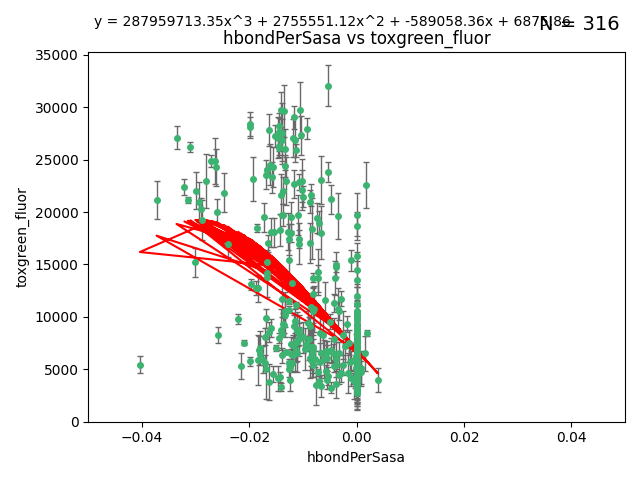 y = 287959713.35x^3 + 2755551.12x^2 + -589058.36x +
N = 316
hbondPerSasa vs toxgreen_fluor
35000
30000
25000
20000
15000
10000
5000
0
toxgreen_fluor
−0.04
−0.02
0.00
0.02
0.04
hbondPerSasa